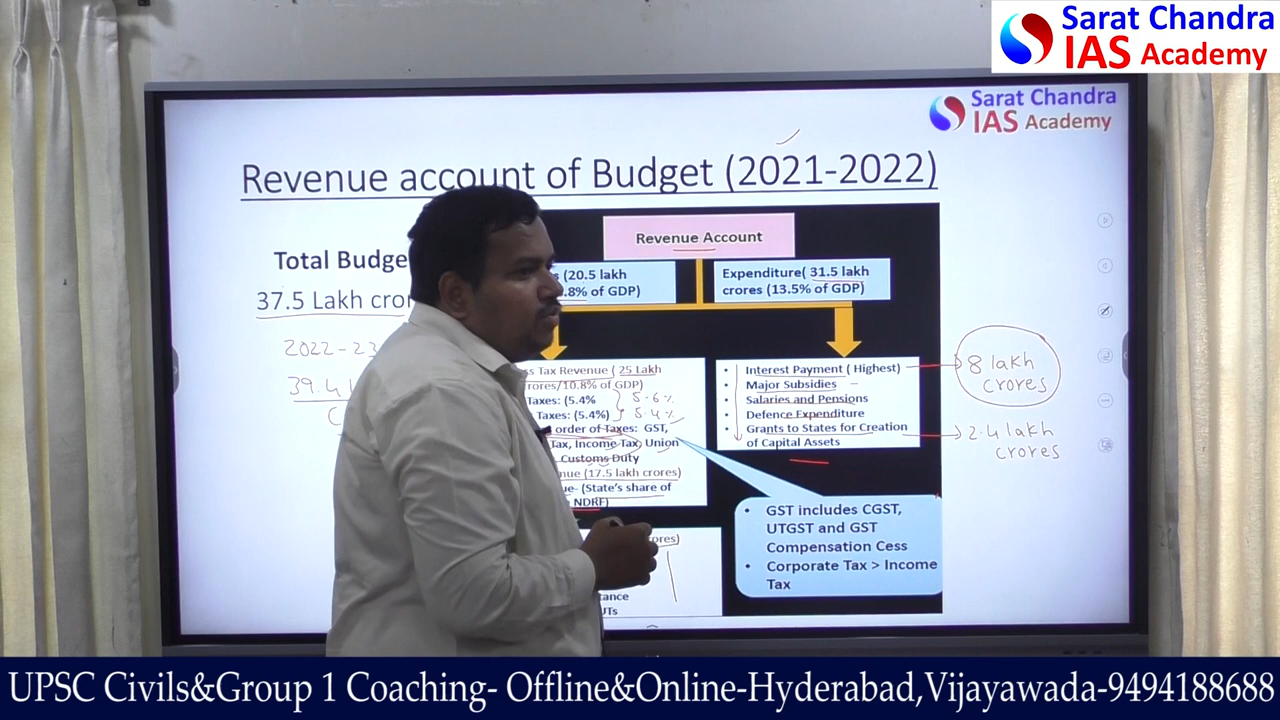 Sarat Chandra
IAS Academy
Sarat Chandra
IAS Academy
Revenue account of Budget (2021-2022)
Total Budge
37.5 Lakh cror
2022-23
39.4 l
Revenue Account
(20.5 lakh
.8% of GDP)
Expenditure( 31.5 lakh
crores (13.5% of GDP)
ss Tax Revenue ( 25 Lakh
rores/10.8% of GDP)
Taxes: (5.4% 5.6%
Taxes: (5.4%) 5.4%
order of Taxes: GST,
Tax, Income Tax, Union
Customs Duty
nue (17.5 lakh crores)
ue- (State's share of
NDRF)
ores)
tance
UTs
• Interest Payment ( Highest)
• Major Subsidies
• Salaries and Pensions
• Defence Expenditure
• Grants to States for Creation
of Capital Assets
8 lakh
crores
2.4 lakh
crores
• GST includes CGST,
UTGST and GST
Compensation Cess
• Corporate Tax > Income
Tax
UPSC Civils&Group 1 Coaching- Offline&Online-Hyderabad,Vijayawada-9494188688